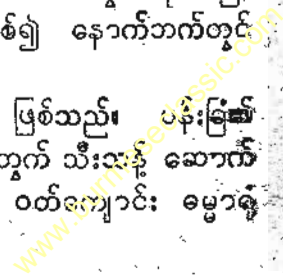 စ်၍ နောက်ဘက်တွင်
ဖြစ်သည်။ ပန်းခြံ၏
တွက် သီးသန့် ဆောက်
ဝတ်ကျောင်း ဓမ္မာရုံ
www.burmeseclassic.com